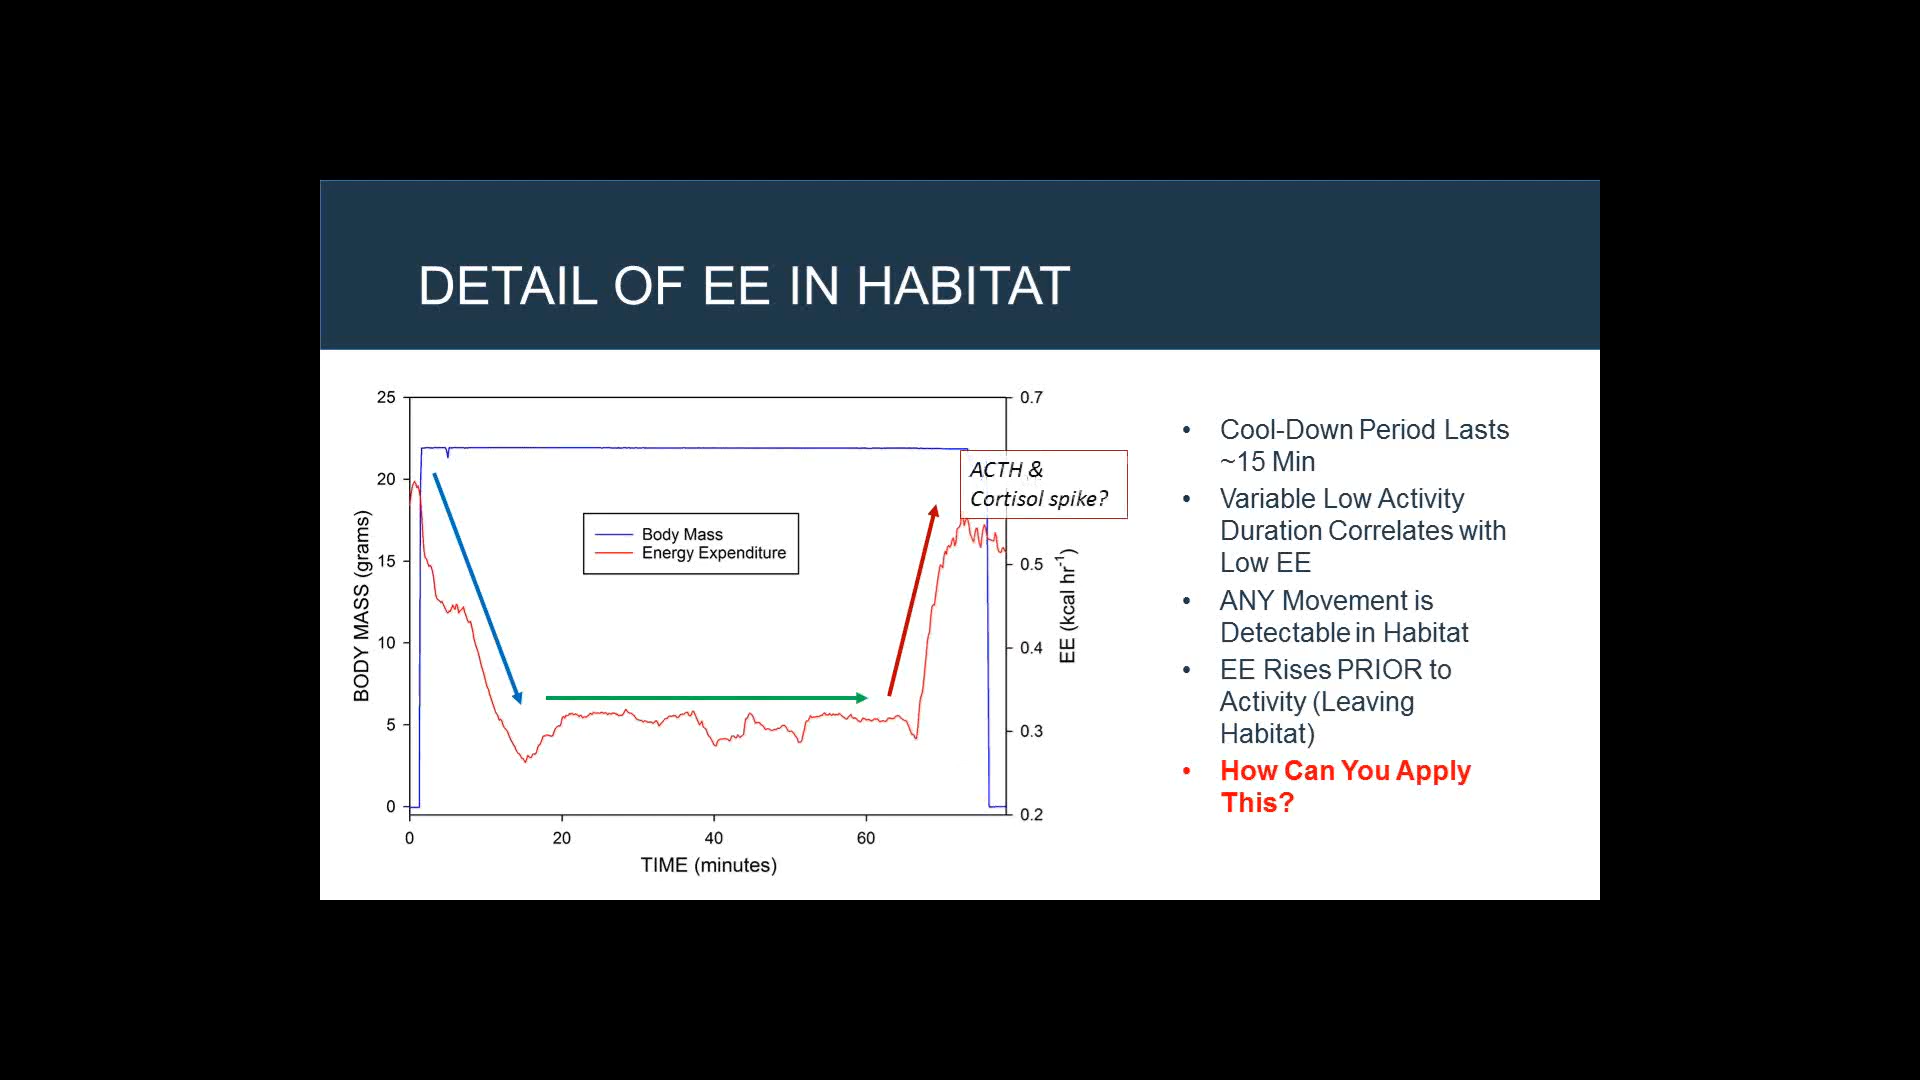 DETAIL OF EE IN HABITAT
25
20
15
10
5
0
BODY MASS (grams)
0
20
40
60
TIME (minutes)
0.7
0.5
0.4
0.3
0.2
EE (kcal hr-1)
Body Mass
Energy Expenditure
ACTH &
Cortisol spike?
• Cool-Down Period Lasts
~15 Min
• Variable Low Activity
Duration Correlates with
Low EE
• ANY Movement is
Detectable in Habitat
• EE Rises PRIOR to
Activity (Leaving
Habitat)
• How Can You Apply
This?